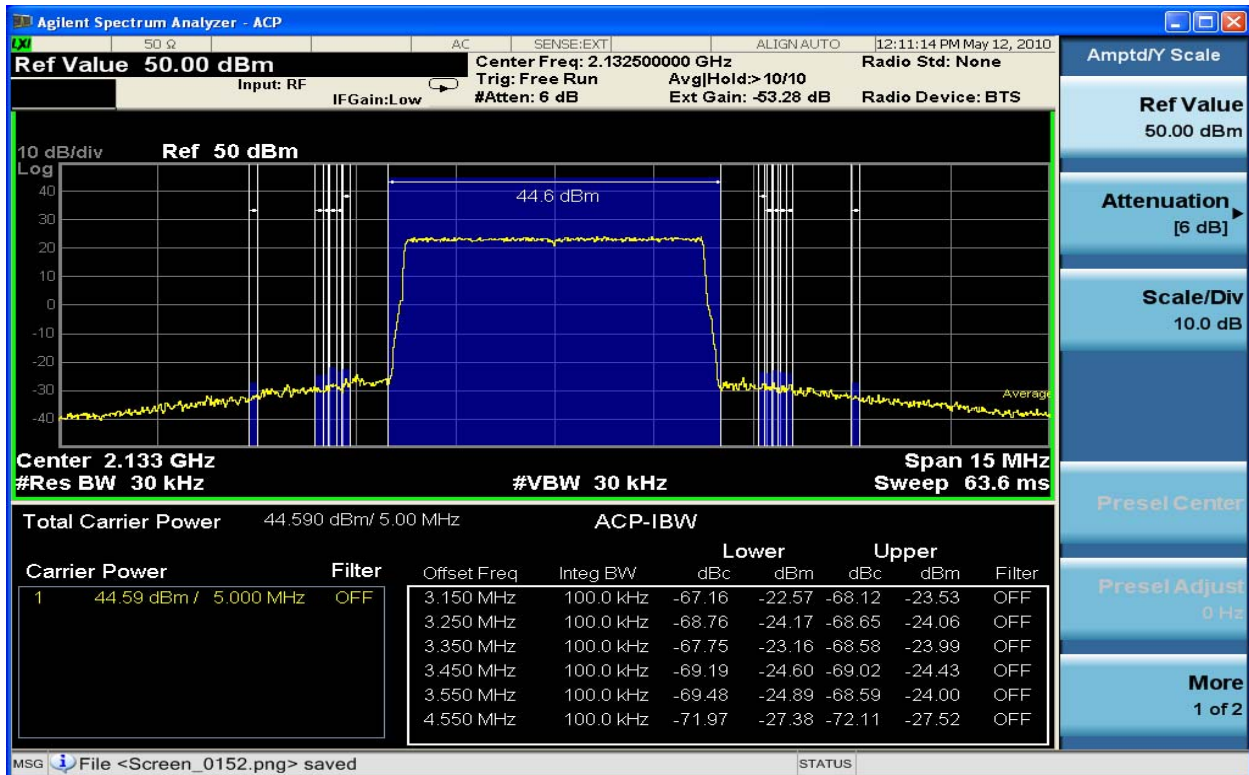 Agilent Spectrum Analyzer - ACP
LXI 50 Ω AC SENSE:EXT ALIGN AUTO 12:11:14 PM May 12, 2010
Ref Value 50.00 dBm
Center Freq: 2.132500000 GHz Radio Std: None
Input: RF Trig: Free Run Avg|Hold:>10/10
IFGain:Low #Atten: 6 dB Ext Gain: -53.28 dB Radio Device: BTS
10 dB/div Ref 50 dBm
Log
40
30
20
10
0
-10
-20
-30
-40
44.6 dBm
Average
Center 2.133 GHz Span 15 MHz
#Res BW 30 kHz #VBW 30 kHz Sweep 63.6 ms
Total Carrier Power 44.590 dBm/ 5.00 MHz ACP-IBW
Lower Upper
Carrier Power Filter Offset Freq Integ BW dBc dBm dBc dBm Filter
1 44.59 dBm / 5.000 MHz OFF 3.150 MHz 100.0 kHz -67.16 -22.57 -68.12 -23.53 OFF
3.250 MHz 100.0 kHz -68.76 -24.17 -68.65 -24.06 OFF
3.350 MHz 100.0 kHz -67.75 -23.16 -68.58 -23.99 OFF
3.450 MHz 100.0 kHz -69.19 -24.60 -69.02 -24.43 OFF
3.550 MHz 100.0 kHz -69.48 -24.89 -68.59 -24.00 OFF
4.550 MHz 100.0 kHz -71.97 -27.38 -72.11 -27.52 OFF
MSG File <Screen_0152.png> saved STATUS
Amptd/Y Scale
Ref Value
50.00 dBm
Attenuation
[6 dB]
Scale/Div
10.0 dB
Presel Center
Presel Adjust
0 Hz
More
1 of 2